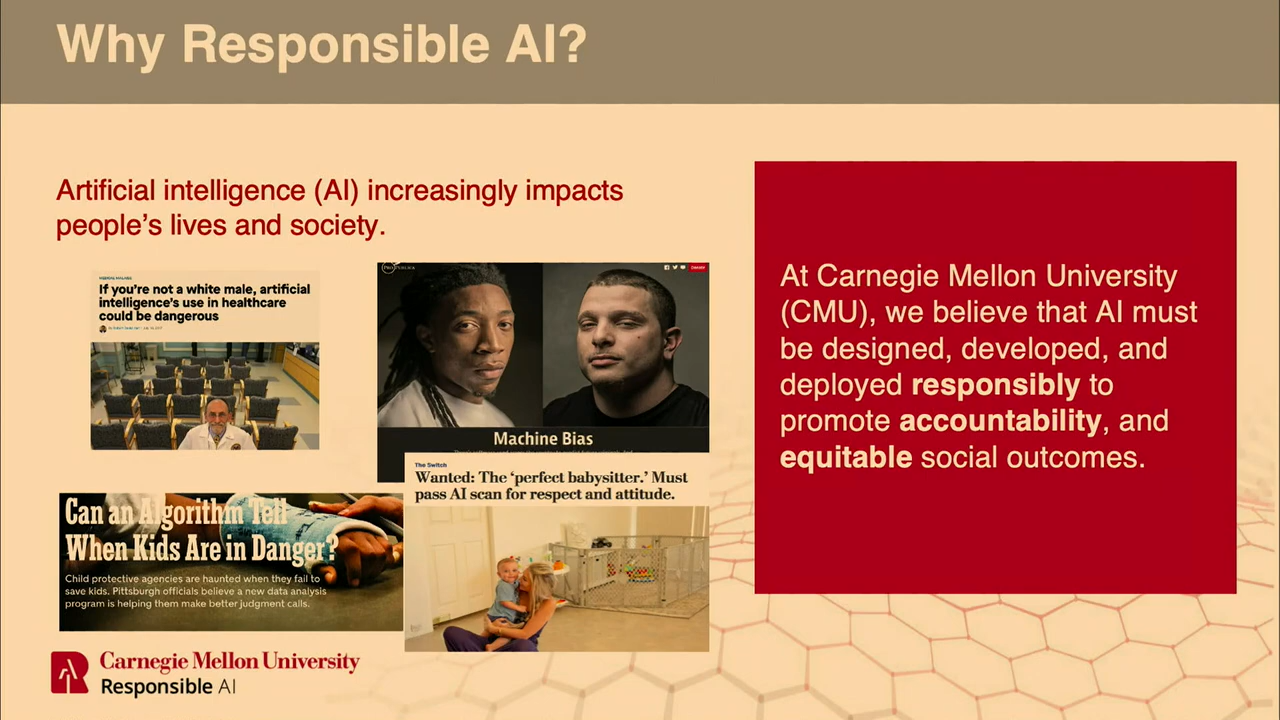 Why Responsible AI?
Artificial intelligence (AI) increasingly impacts
people’s lives and society.
If you're not a white male, artificial
intelligence's use in healthcare
could be dangerous
PROPUBLICA
Machine Bias
The Switch
Wanted: The ‘perfect babysitter.’ Must
pass AI scan for respect and attitude.
Can an Algorithm Tell
When Kids Are in Danger?
Child protective agencies are haunted when they fail to
save kids. Pittsburgh officials believe a new data analysis
program is helping them make better judgment calls.
At Carnegie Mellon University
(CMU), we believe that AI must
be designed, developed, and
deployed responsibly to
promote accountability, and
equitable social outcomes.
Carnegie Mellon University
Responsible AI